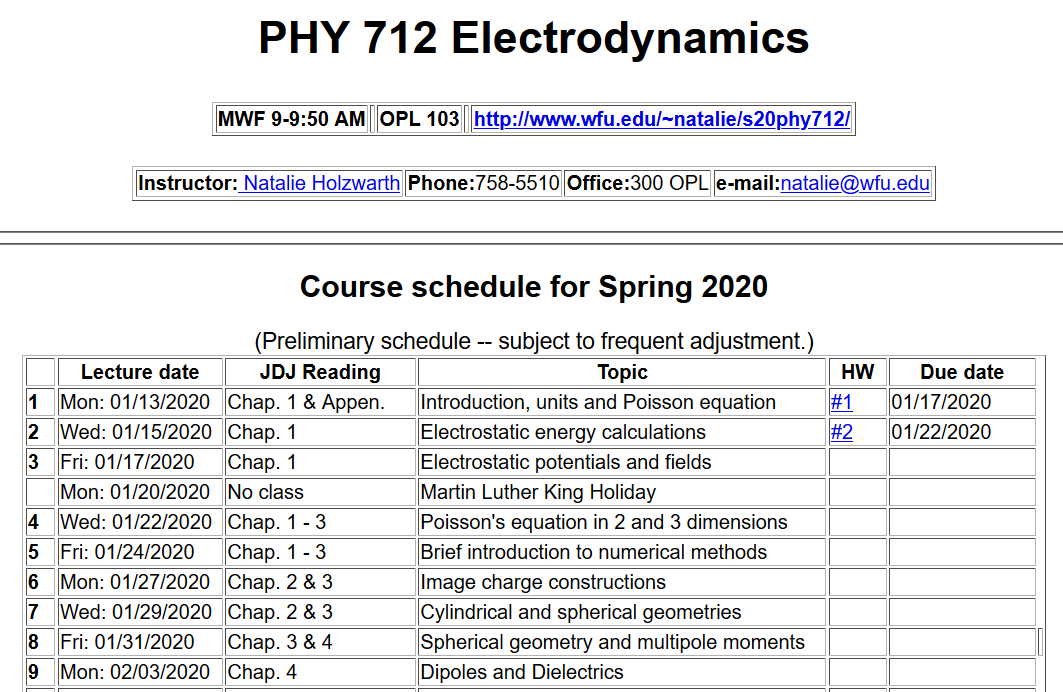 PHY 712 Electrodynamics
MWF 9-9:50 AM OPL 103 http://www.wfu.edu/~natalie/s20phy712/
Instructor: Natalie Holzwarth Phone:758-5510 Office:300 OPL e-mail:natalie@wfu.edu
Course schedule for Spring 2020
(Preliminary schedule -- subject to frequent adjustment.)
Lecture date JDJ Reading Topic HW Due date
1 Mon: 01/13/2020 Chap. 1 & Appen. Introduction, units and Poisson equation #1 01/17/2020
2 Wed: 01/15/2020 Chap. 1 Electrostatic energy calculations #2 01/22/2020
3 Fri: 01/17/2020 Chap. 1 Electrostatic potentials and fields
Mon: 01/20/2020 No class Martin Luther King Holiday
4 Wed: 01/22/2020 Chap. 1 - 3 Poisson's equation in 2 and 3 dimensions
5 Fri: 01/24/2020 Chap. 1 - 3 Brief introduction to numerical methods
6 Mon: 01/27/2020 Chap. 2 & 3 Image charge constructions
7 Wed: 01/29/2020 Chap. 2 & 3 Cylindrical and spherical geometries
8 Fri: 01/31/2020 Chap. 3 & 4 Spherical geometry and multipole moments
9 Mon: 02/03/2020 Chap. 4 Dipoles and Dielectrics